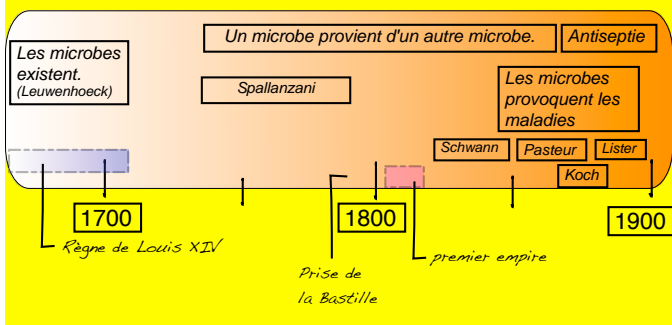 Les microbes
existent.
(Leuwenhoeck)
Un microbe provient d'un autre microbe.
Antiseptie
Spallanzani
Les microbes
provoquent les
maladies
Schwann
Pasteur
Lister
Koch
1700
1800
1900
Règne de Louis XIV
Prise de
la Bastille
premier empire